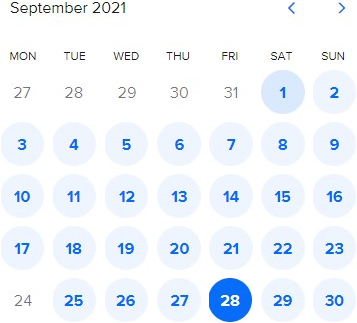 September 2021
MON TUE WED THU FRI SAT SUN
27 28 29 30 31 1 2
3 4 5 6 7 8 9
10 11 12 13 14 15 16
17 18 19 20 21 22 23
24 25 26 27 28 29 30